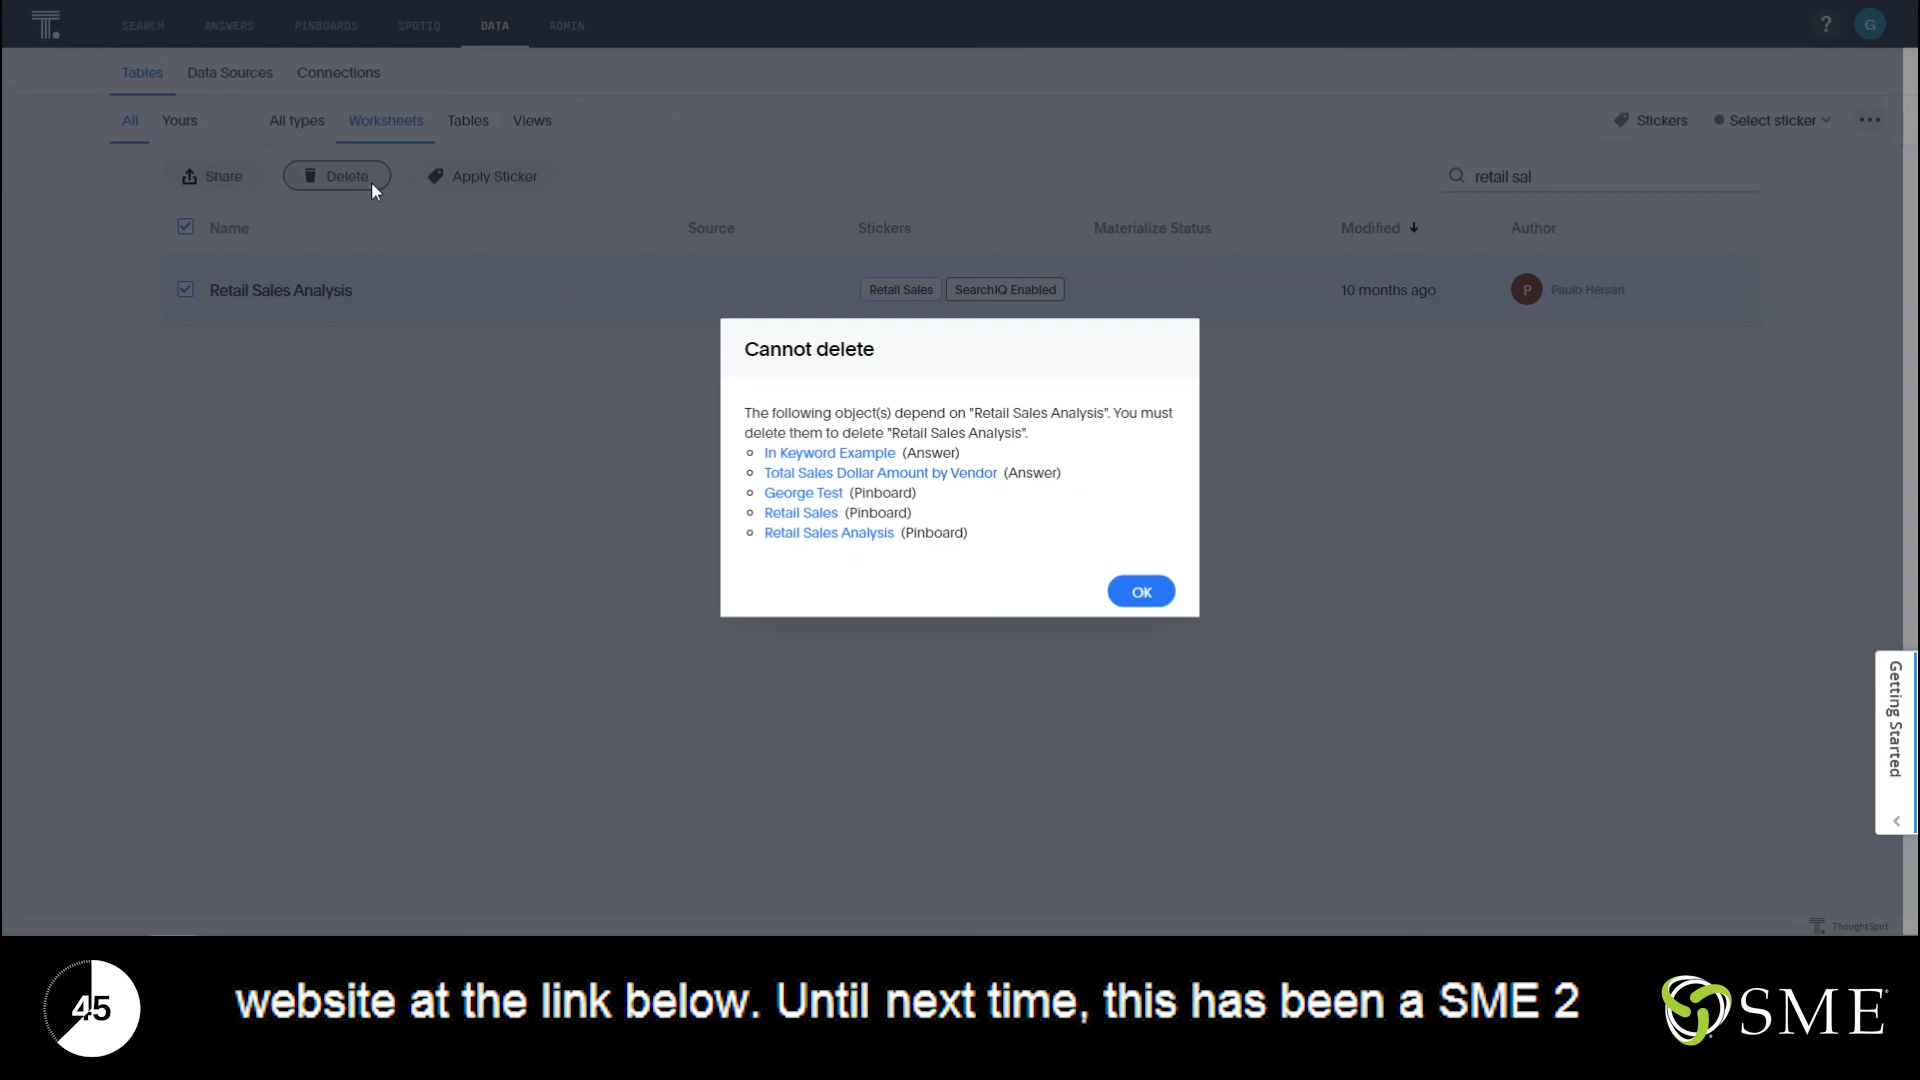 SEARCH ANSWERS PINBOARDS SPOTIQ DATA ADMIN ? G
Tables Data Sources Connections
All Yours All types Worksheets Tables Views Stickers Select sticker
Share Delete Apply Sticker retail sal
Name Source Stickers Materialize Status Modified Author
Retail Sales Analysis Retail Sales SearchIQ Enabled 10 months ago P Paulo Hersan
Cannot delete
The following object(s) depend on "Retail Sales Analysis". You must
delete them to delete "Retail Sales Analysis".
In Keyword Example (Answer)
Total Sales Dollar Amount by Vendor (Answer)
George Test (Pinboard)
Retail Sales (Pinboard)
Retail Sales Analysis (Pinboard)
OK
Getting Started
ThoughtSpot
45
website at the link below. Until next time, this has been a SME 2
SME